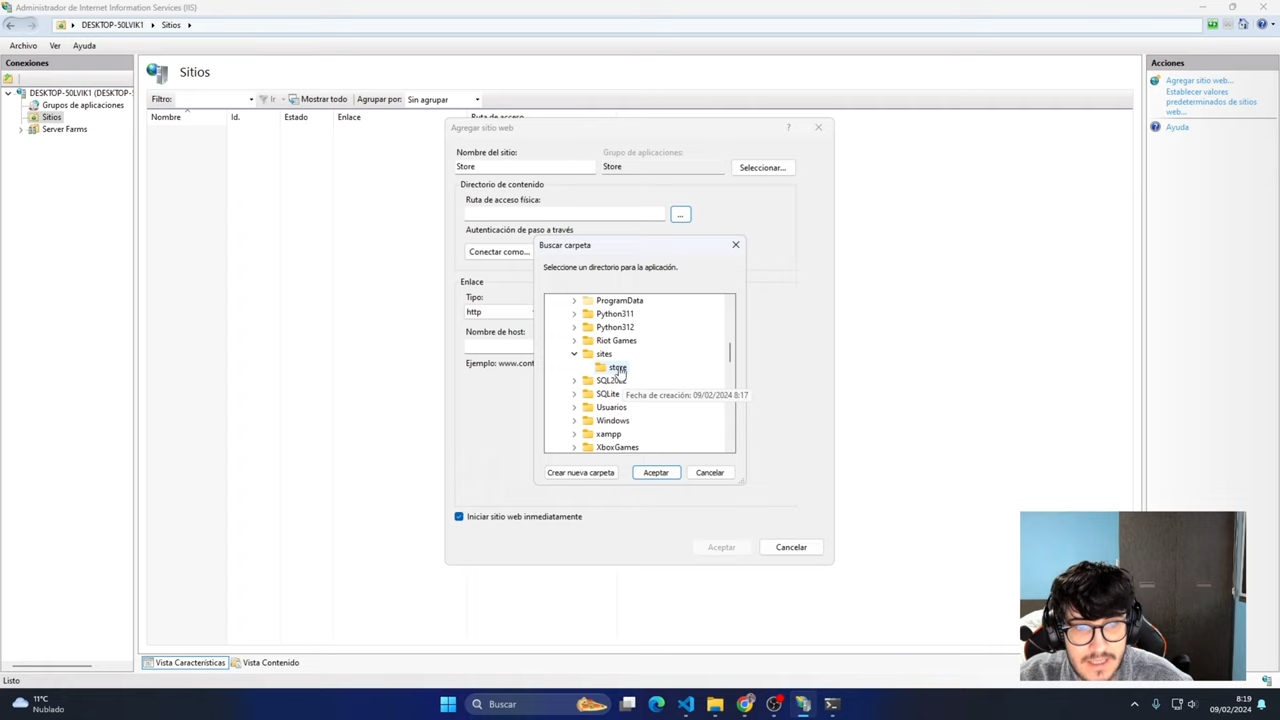 Administrador de Internet Information Services (IIS)
DESKTOP-50LVIK1
Sitios
Archivo
Ver
Ayuda
Conexiones
DESKTOP-50LVIK1 (DESKTOP-5
Grupos de aplicaciones
Sitios
Server Farms
Sitios
Filtro:
Ir
Mostrar todo
Agrupar por:
Sin agrupar
Nombre
Id.
Estado
Enlace
Ruta de acceso
Agregar sitio web
?
Nombre del sitio:
Store
Grupo de aplicaciones:
Store
Seleccionar...
Directorio de contenido
Ruta de acceso física:
...
Autenticación de paso a través
Conectar como...
Enlace
Tipo:
http
Nombre de host:
Ejemplo: www.cont
Buscar carpeta
Seleccione un directorio para la aplicación.
ProgramData
Python311
Python312
Riot Games
sites
store
SQL2022
SQLite
Fecha de creación: 09/02/2024 8:17
Usuarios
Windows
xampp
XboxGames
Crear nueva carpeta
Aceptar
Cancelar
Iniciar sitio web inmediatamente
Aceptar
Cancelar
Acciones
Agregar sitio web...
Establecer valores
predeterminados de sitios
web...
Ayuda
Vista Características
Vista Contenido
Listo
11°C
Nublado
Buscar
8:19
09/02/2024